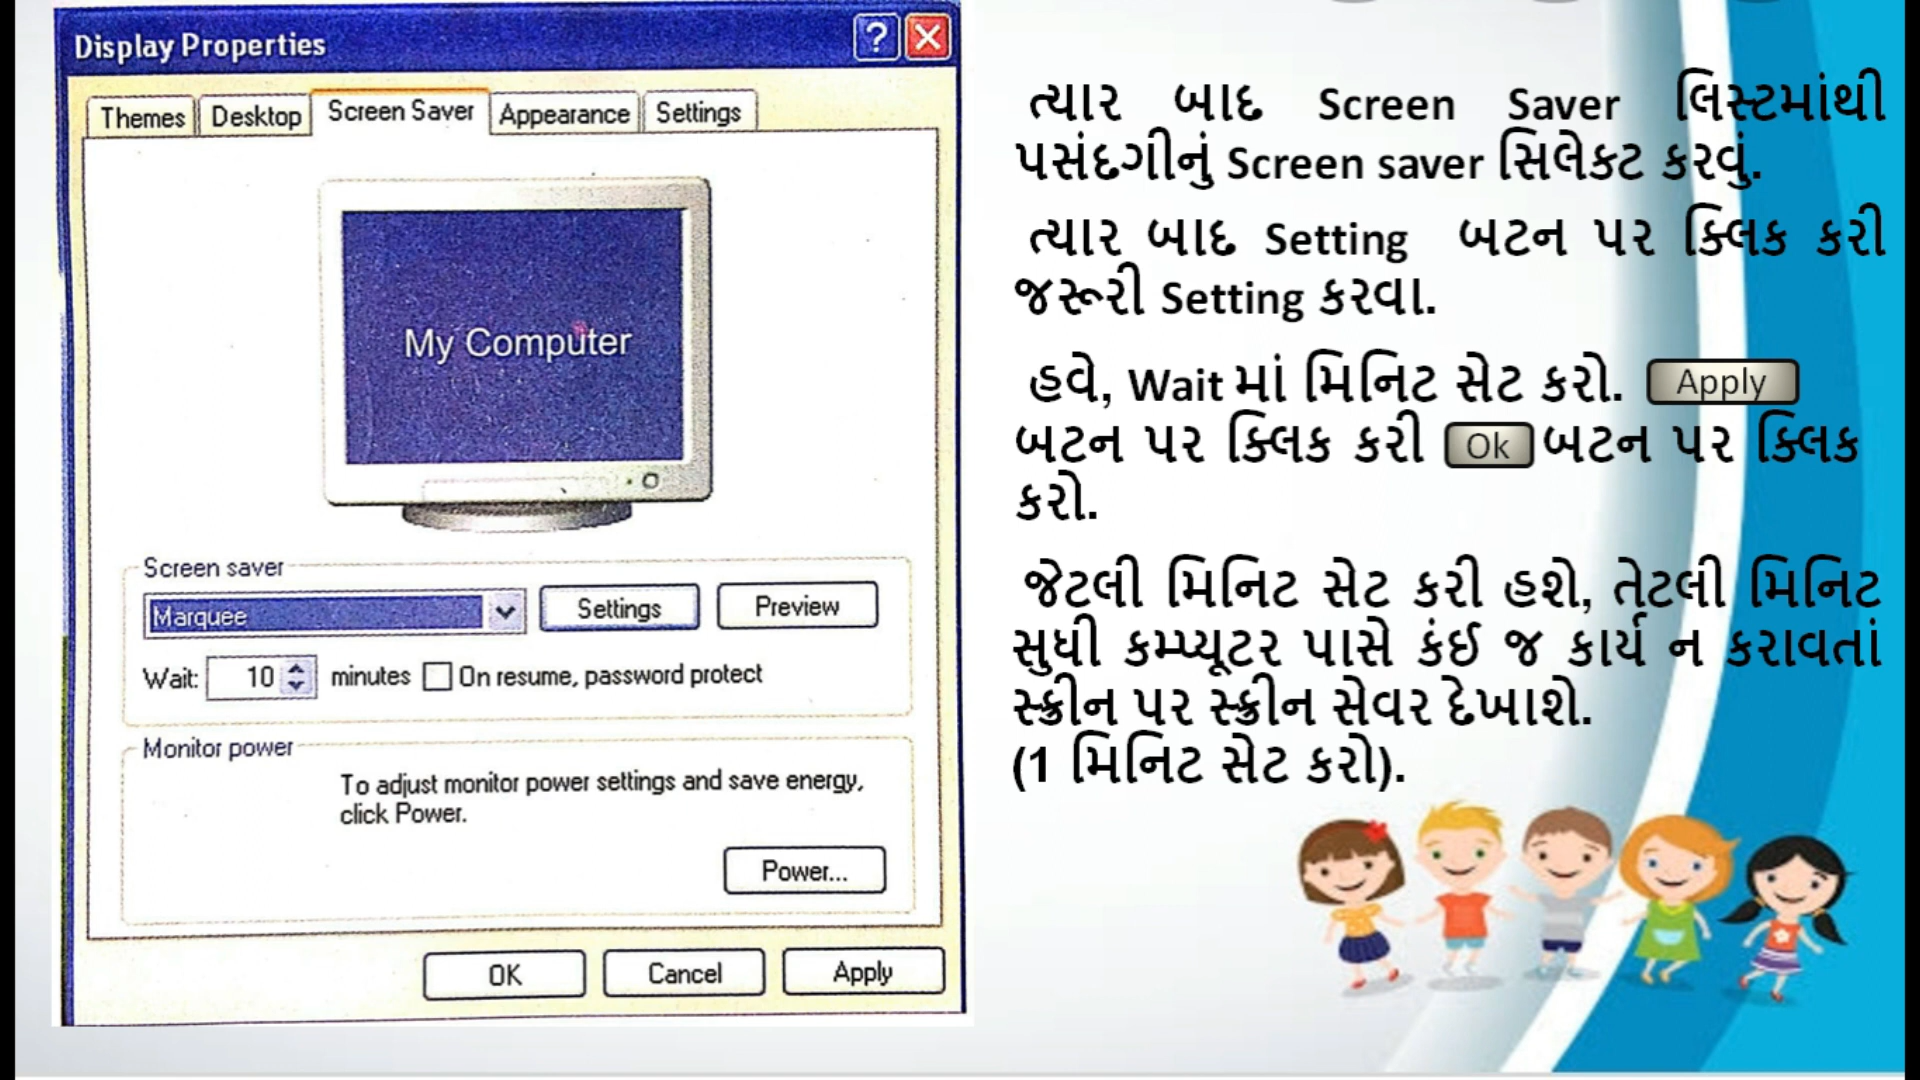 Display Properties
Themes Desktop Screen Saver Appearance Settings
My Computer
Screen saver
Marquee Settings Preview
Wait: 10 minutes On resume, password protect
Monitor power
To adjust monitor power settings and save energy,
click Power.
Power...
OK Cancel Apply
ત્યાર બાદ Screen Saver લિસ્ટમાંથી
પસંદગીનું Screen saver સિલેક્ટ કરવું.
ત્યાર બાદ Setting બટન પર ક્લિક કરી
જરૂરી Setting કરવા.
હવે, Wait માં મિનિટ સેટ કરો. Apply
બટન પર ક્લિક કરી Ok બટન પર ક્લિક
કરો.
જેટલી મિનિટ સેટ કરી હશે, તેટલી મિનિટ
સુધી કમ્પ્યૂટર પાસે કંઈ જ કાર્ય ન કરાવતાં
સ્ક્રીન પર સ્ક્રીન સેવર દેખાશે.
(1 મિનિટ સેટ કરો).